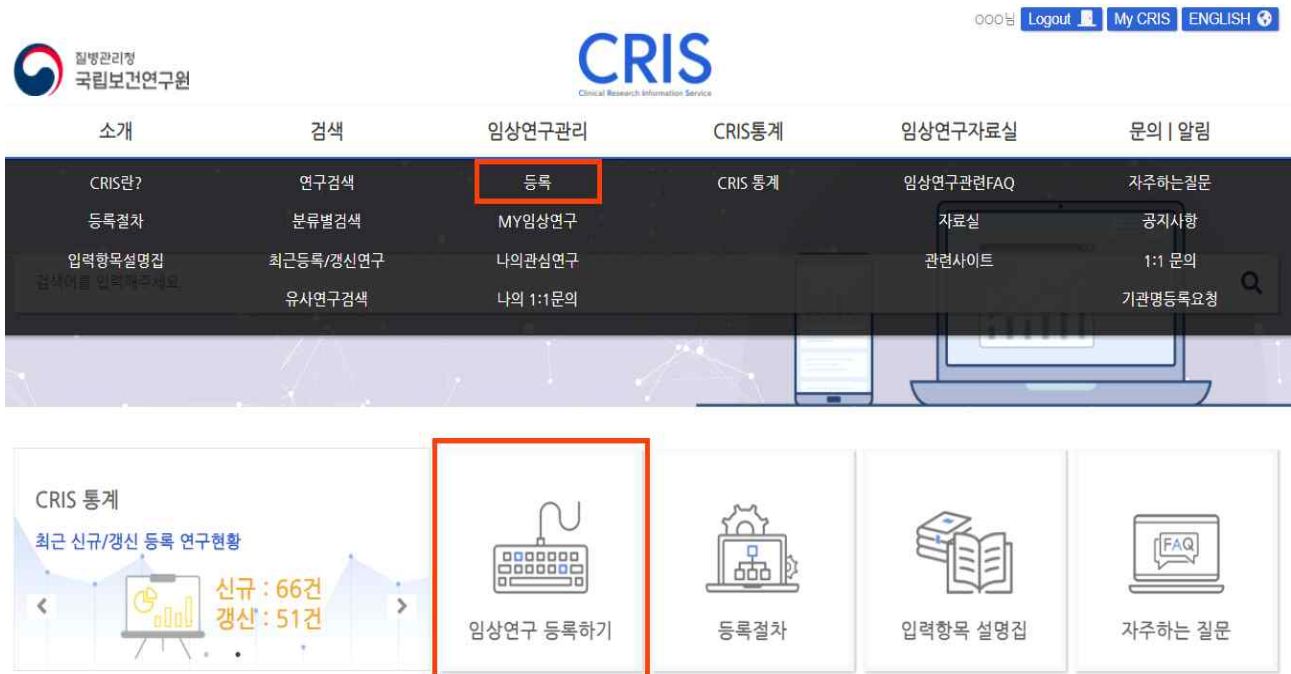 OOO님 Logout My CRIS ENGLISH
질병관리청
국립보건연구원
CRIS
Clinical Research Information Service
소개 검색 임상연구관리 CRIS통계 임상연구자료실 문의 | 알림
CRIS란? 연구검색 등록 CRIS 통계 임상연구관련FAQ 자주하는질문
등록절차 분류별검색 MY임상연구 자료실 공지사항
입력항목설명집 최근등록/갱신연구 나의관심연구 관련사이트 1:1 문의
검색어를 입력해주세요
유사연구검색 나의 1:1문의 기관명등록요청
CRIS 통계
최근 신규/갱신 등록 연구현황
신규 : 66건
갱신 : 51건
FAQ
임상연구 등록하기 등록절차 입력항목 설명집 자주하는 질문